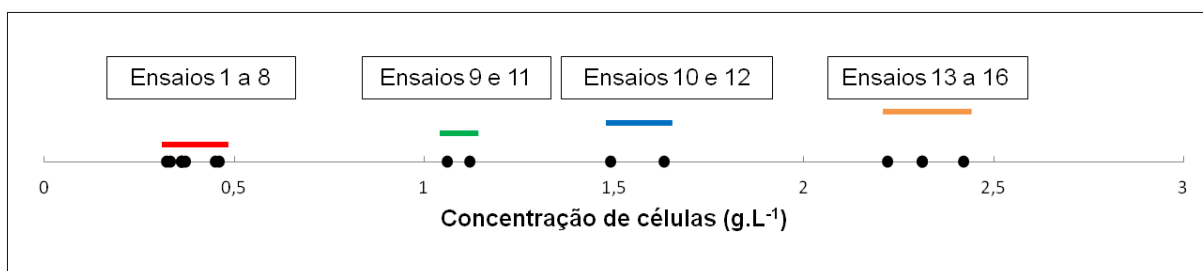 Ensaios 1 a 8
Ensaios 9 e 11
Ensaios 10 e 12
Ensaios 13 a 16
0
0,5
1
1,5
2
2,5
3
Concentração de células (g.L⁻¹)